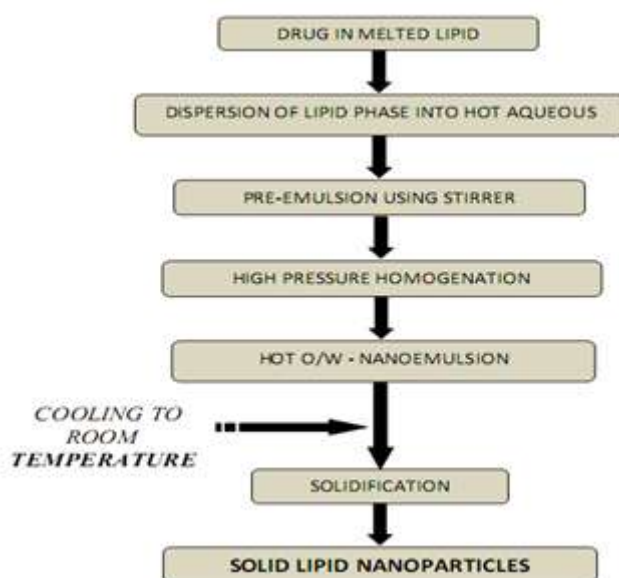 DRUG IN MELTED LIPID
DISPERSION OF LIPID PHASE INTO HOT AQUEOUS
PRE-EMULSION USING STIRRER
HIGH PRESSURE HOMOGENATION
HOT O/W - NANOEMULSION
COOLING TO
ROOM
TEMPERATURE
SOLIDIFICATION
SOLID LIPID NANOPARTICLES